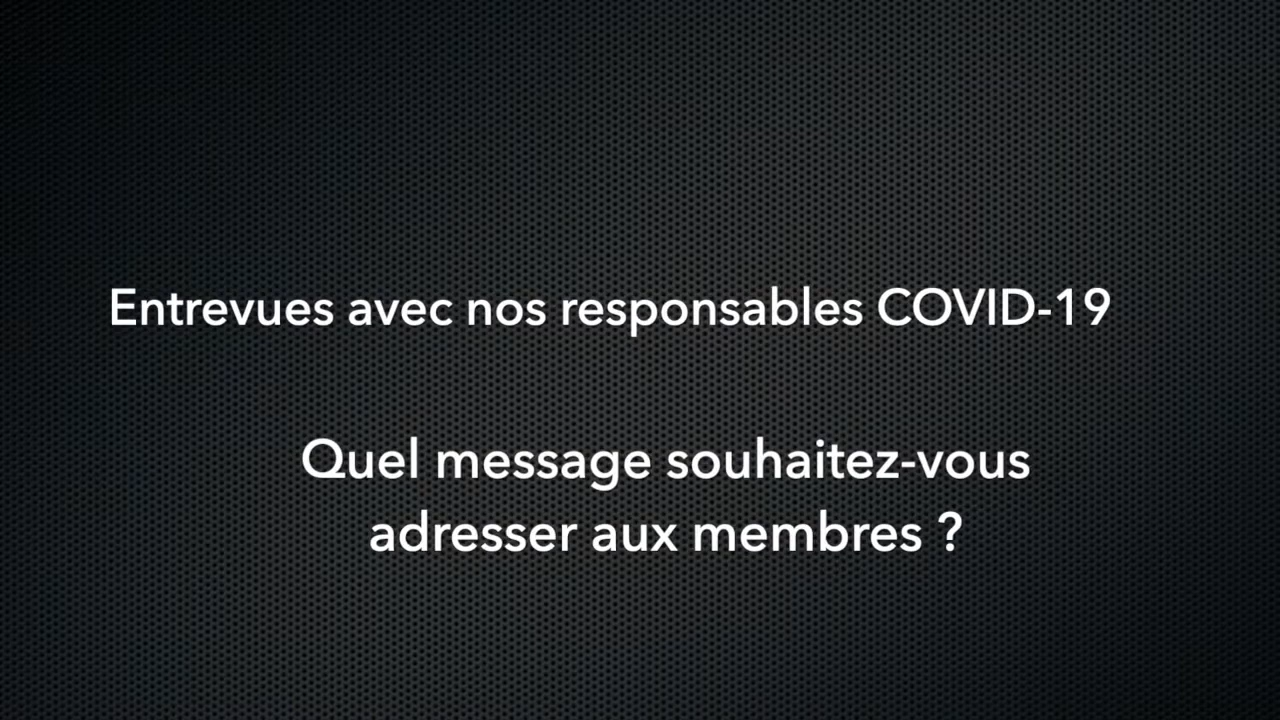 Entrevues avec nos responsables COVID-19
Quel message souhaitez-vous
adresser aux membres ?